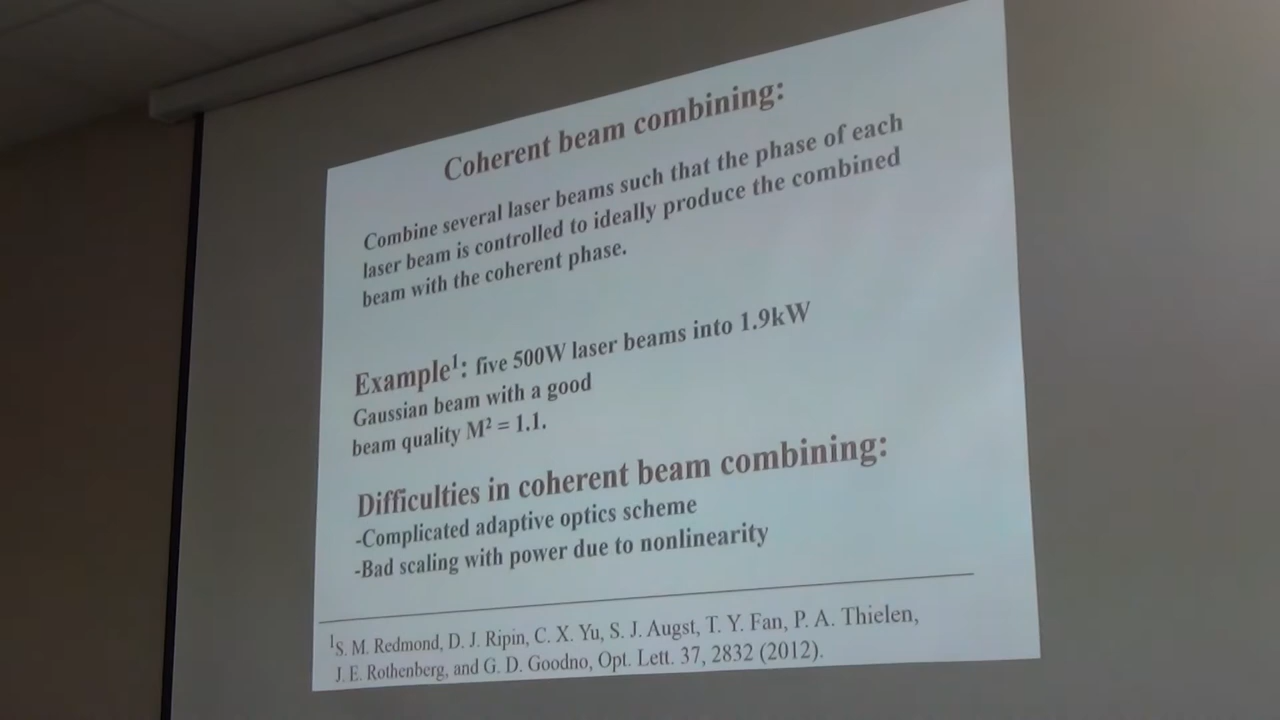 Coherent beam combining:
Combine several laser beams such that the phase of each
laser beam is controlled to ideally produce the combined
beam with the coherent phase.
Example¹: five 500W laser beams into 1.9kW
Gaussian beam with a good
beam quality M² = 1.1.
Difficulties in coherent beam combining:
-Complicated adaptive optics scheme
-Bad scaling with power due to nonlinearity
¹S. M. Redmond, D. J. Ripin, C. X. Yu, S. J. Augst, T. Y. Fan, P. A. Thielen,
J. E. Rothenberg, and G. D. Goodno, Opt. Lett. 37, 2832 (2012).